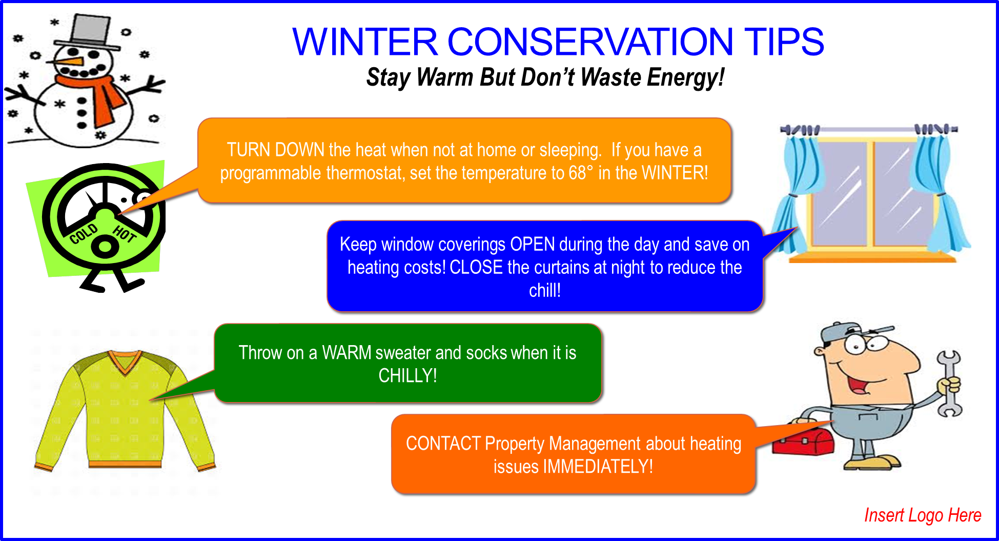 WINTER CONSERVATION TIPS
Stay Warm But Don’t Waste Energy!
TURN DOWN the heat when not at home or sleeping.  If you have a
programmable thermostat, set the temperature to 68° in the WINTER!
COLD HOT
Keep window coverings OPEN during the day and save on
heating costs! CLOSE the curtains at night to reduce the
chill!
Throw on a WARM sweater and socks when it is
CHILLY!
CONTACT Property Management about heating
issues IMMEDIATELY!
Insert Logo Here